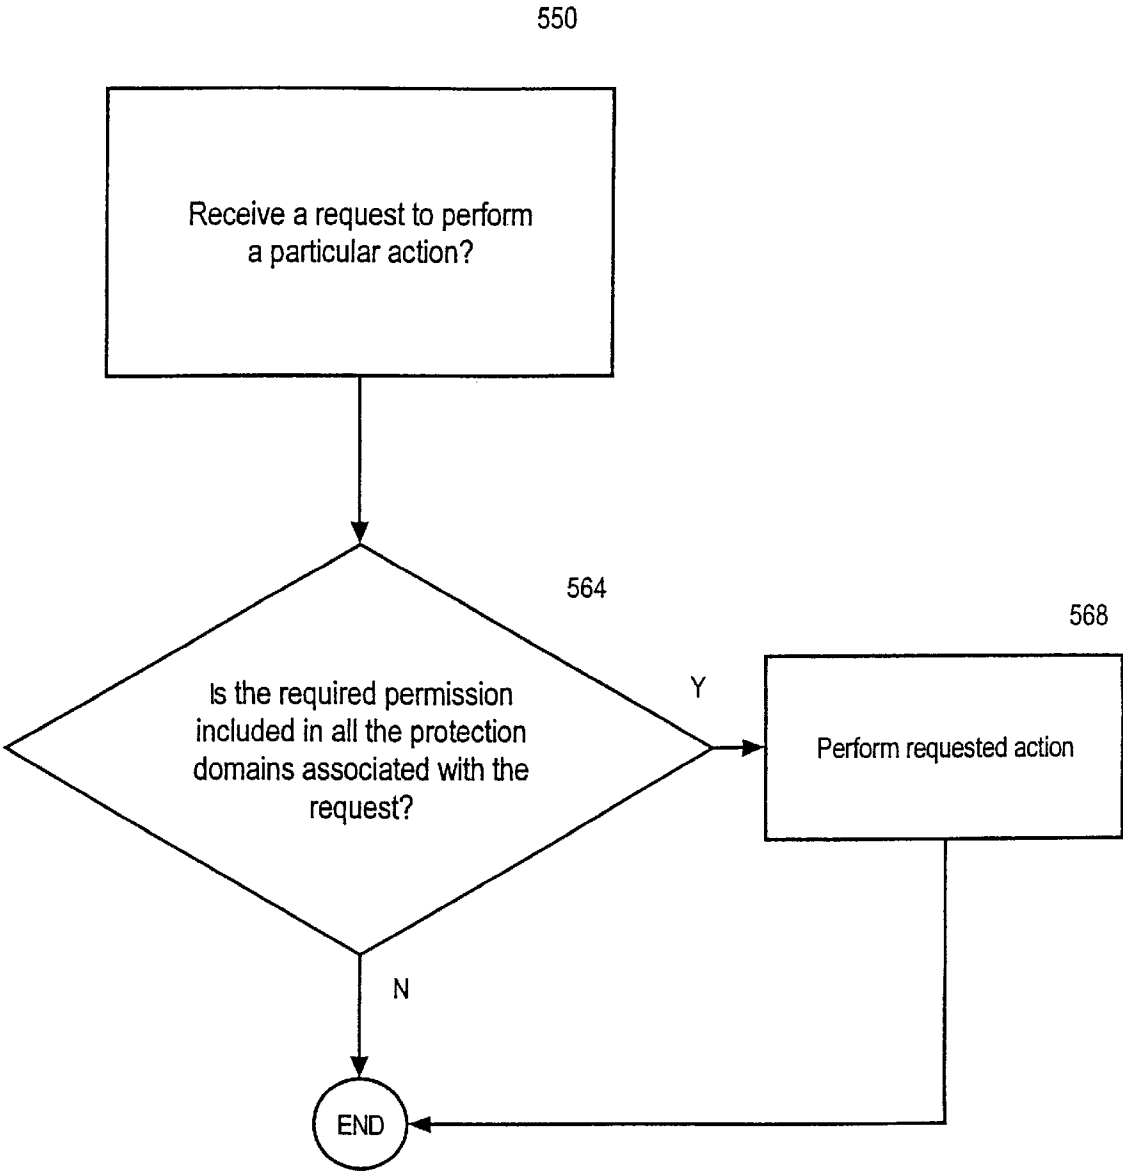 550
Receive a request to perform
a particular action?
564
568
Is the required permission
included in all the protection
domains associated with the
request?
Y
Perform requested action
N
END